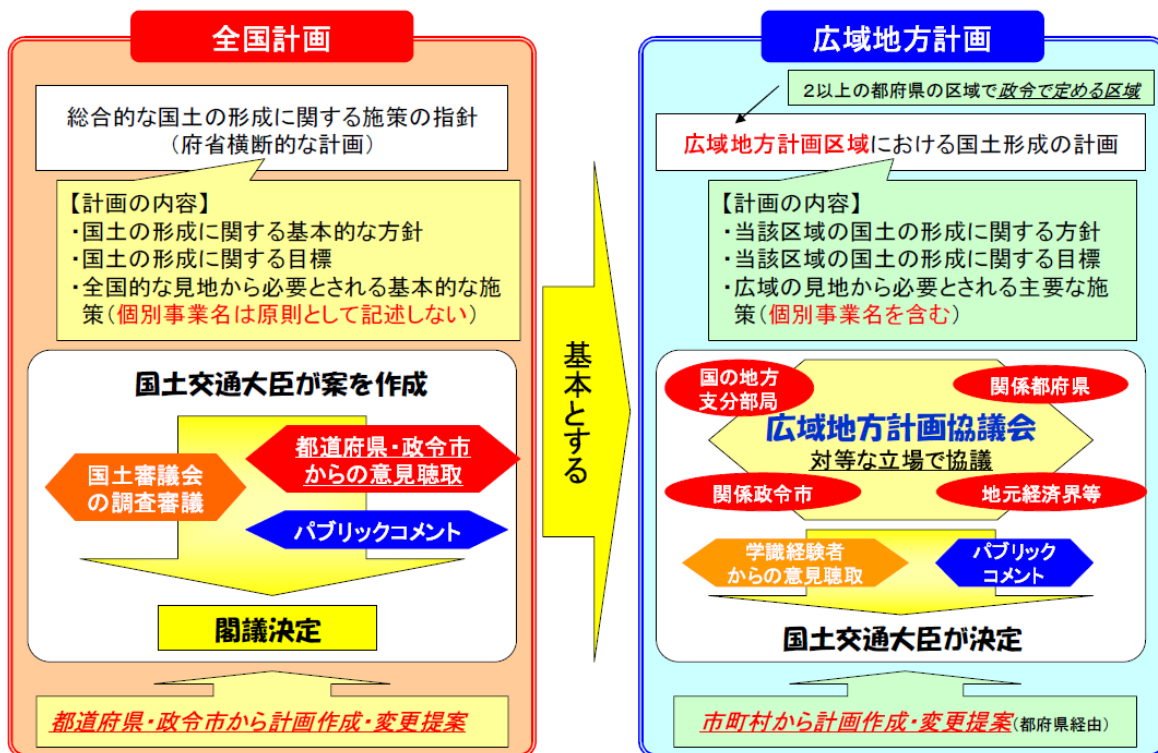 全国計画
総合的な国土の形成に関する施策の指針
(府省横断的な計画)
【計画の内容】
・国土の形成に関する基本的な方針
・国土の形成に関する目標
・全国的な見地から必要とされる基本的な施
策(個別事業名は原則として記述しない)
国土交通大臣が案を作成
都道府県・政令市
からの意見聴取
国土審議会
の調査審議
パブリックコメント
閣議決定
都道府県・政令市から計画作成・変更提案
基本とする
広域地方計画
2以上の都府県の区域で政令で定める区域
広域地方計画区域における国土形成の計画
【計画の内容】
・当該区域の国土の形成に関する方針
・当該区域の国土の形成に関する目標
・広域の見地から必要とされる主要な施
策(個別事業名を含む)
国の地方
支分部局
関係都府県
広域地方計画協議会
対等な立場で協議
関係政令市
地元経済界等
学識経験者
からの意見聴取
パブリック
コメント
国土交通大臣が決定
市町村から計画作成・変更提案(都府県経由)